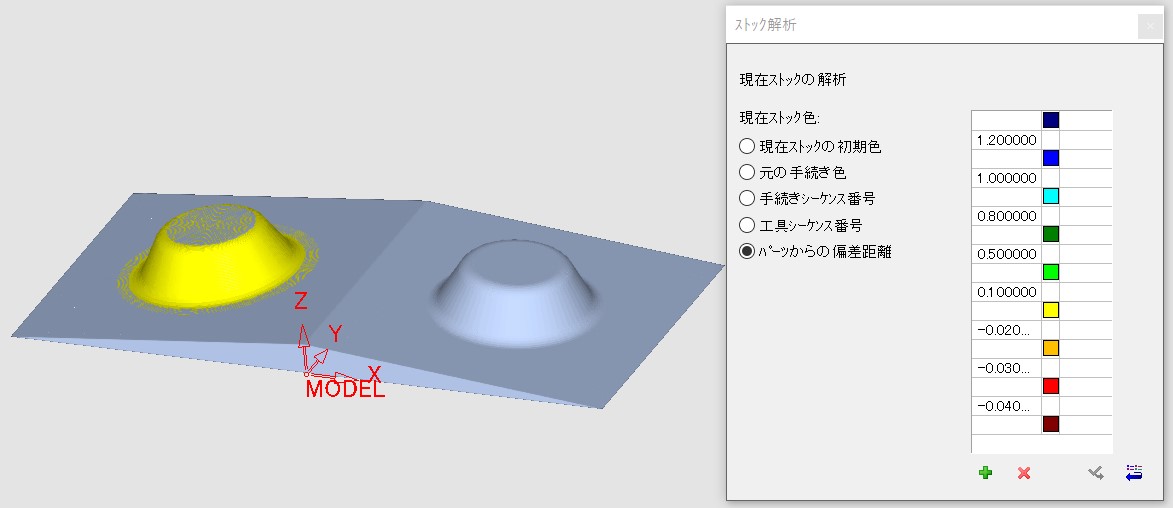 ｽﾄｯｸ解析
現在ｽﾄｯｸの解析
現在ｽﾄｯｸ色:
現在ｽﾄｯｸの初期色
元の手続き色
手続きｼｰｹﾝｽ番号
工具ｼｰｹﾝｽ番号
ﾊﾟｰﾂからの偏差距離
1.200000
1.000000
0.800000
0.500000
0.100000
-0.020...
-0.030...
-0.040...
Z
Y
X
MODEL